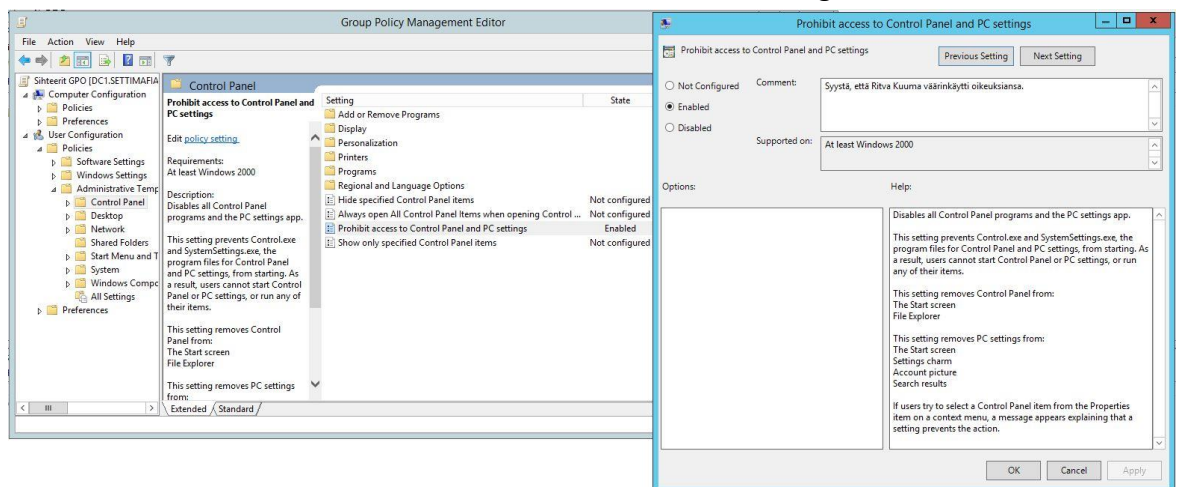 Group Policy Management Editor
File Action View Help
Sihteerit GPO [DC1.SETTIMAFIA
Computer Configuration
Policies
Preferences
User Configuration
Policies
Software Settings
Windows Settings
Administrative Temp
Control Panel
Desktop
Network
Shared Folders
Start Menu and T
System
Windows Compc
All Settings
Preferences
Control Panel
Prohibit access to Control Panel and
PC settings
Edit policy setting
Requirements:
At least Windows 2000
Description:
Disables all Control Panel
programs and the PC settings app.
This setting prevents Control.exe
and SystemSettings.exe, the
program files for Control Panel
and PC settings, from starting. As
a result, users cannot start Control
Panel or PC settings, or run any of
their items.
This setting removes Control
Panel from:
The Start screen
File Explorer
This setting removes PC settings
from:
Setting State
Add or Remove Programs
Display
Personalization
Printers
Programs
Regional and Language Options
Hide specified Control Panel items Not configured
Always open All Control Panel Items when opening Control ... Not configured
Prohibit access to Control Panel and PC settings Enabled
Show only specified Control Panel items Not configured
Extended Standard
Prohibit access to Control Panel and PC settings
Prohibit access to Control Panel and PC settings
Previous Setting Next Setting
Not Configured
Enabled
Disabled
Comment:
Syystä, että Ritva Kuuma väärinkäytti oikeuksiansa.
Supported on:
At least Windows 2000
Options:
Help:
Disables all Control Panel programs and the PC settings app.
This setting prevents Control.exe and SystemSettings.exe, the
program files for Control Panel and PC settings, from starting. As
a result, users cannot start Control Panel or PC settings, or run
any of their items.
This setting removes Control Panel from:
The Start screen
File Explorer
This setting removes PC settings from:
The Start screen
Settings charm
Account picture
Search results
If users try to select a Control Panel item from the Properties
item on a context menu, a message appears explaining that a
setting prevents the action.
OK Cancel Apply